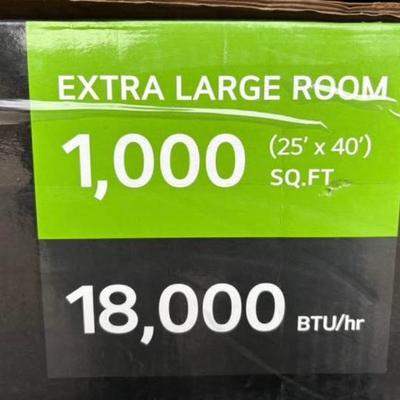 EXTRA LARGE ROOM
1,000 (25' x 40') SQ.FT
18,000 BTU/hr